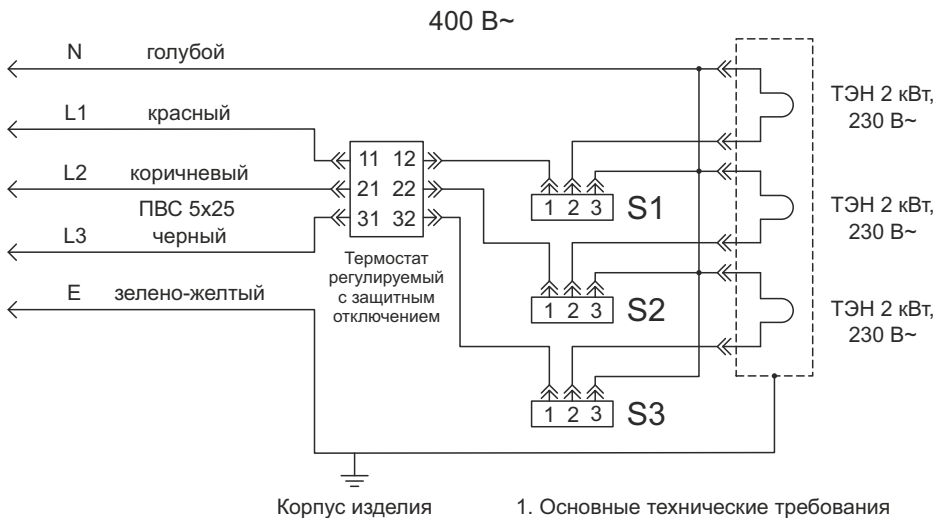 400 В~
N голубой
L1 красный
L2 коричневый
ПВС 5х25
L3 черный
E зелено-желтый
11 12
21 22
31 32
Термостат
регулируемый
с защитным
отключением
1 2 3 S1
1 2 3 S2
1 2 3 S3
ТЭН 2 кВт,
230 В~
ТЭН 2 кВт,
230 В~
ТЭН 2 кВт,
230 В~
Корпус изделия
1. Основные технические требования